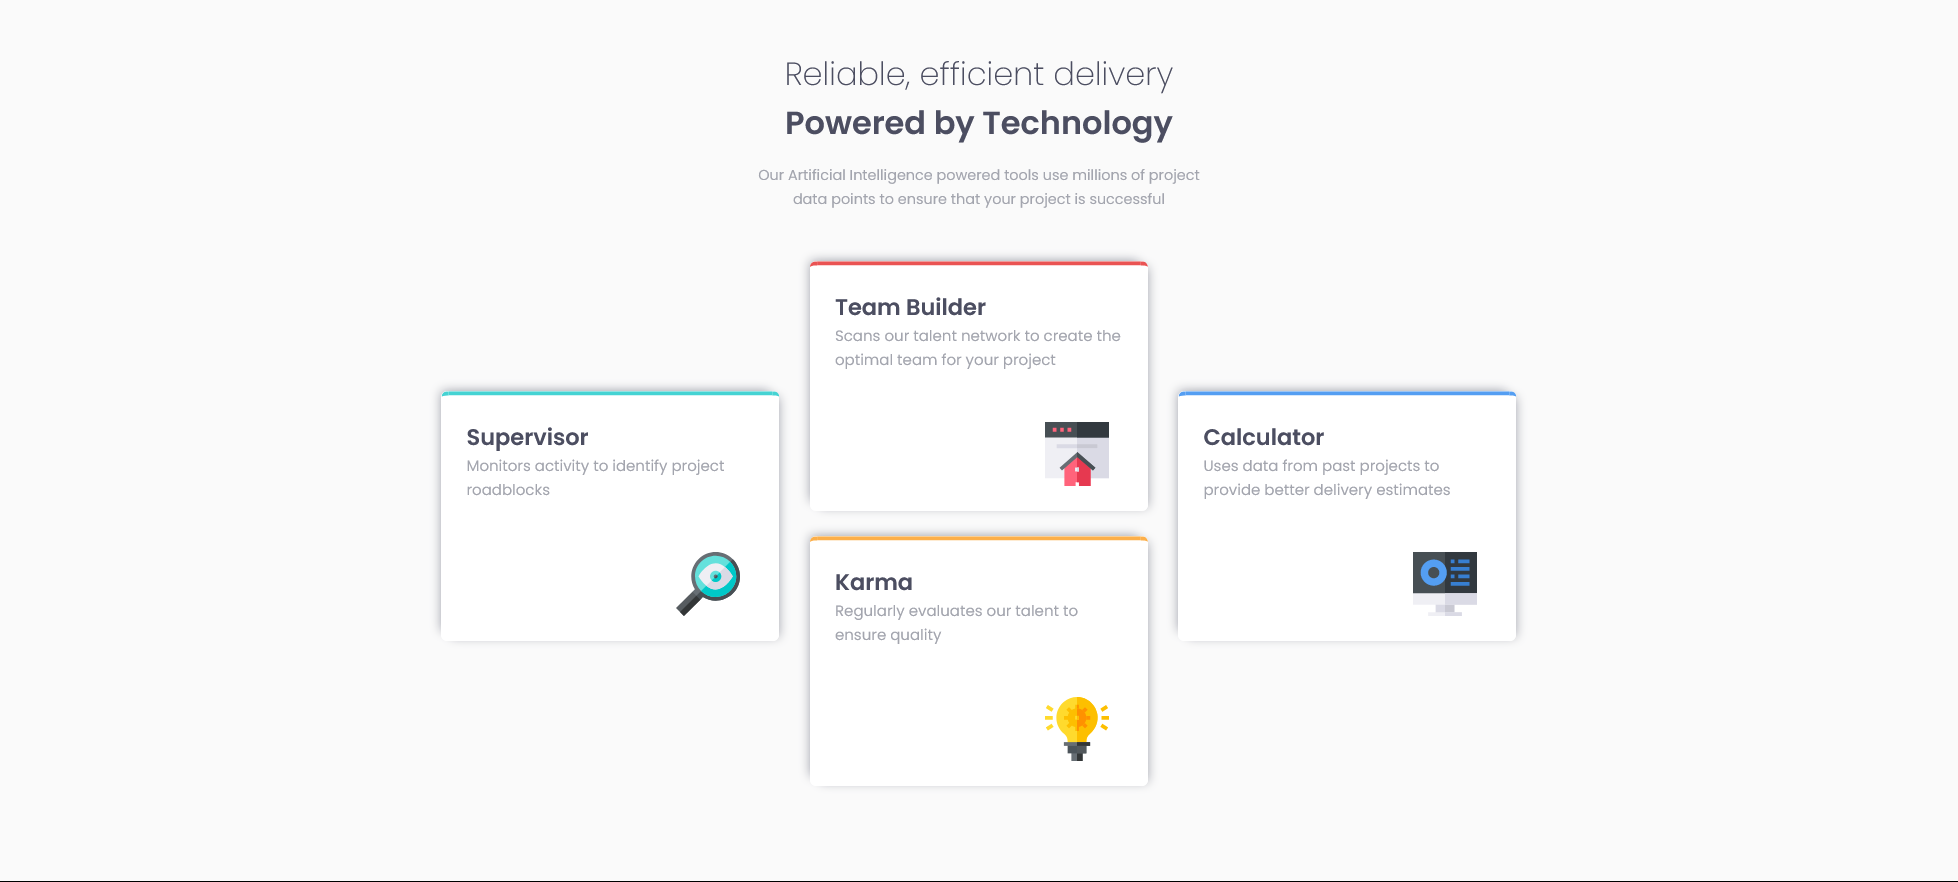 Reliable, efficient delivery
Powered by Technology
Our Artificial Intelligence powered tools use millions of project
data points to ensure that your project is successful
Team Builder
Scans our talent network to create the
optimal team for your project
Supervisor
Monitors activity to identify project
roadblocks
Calculator
Uses data from past projects to
provide better delivery estimates
Karma
Regularly evaluates our talent to
ensure quality